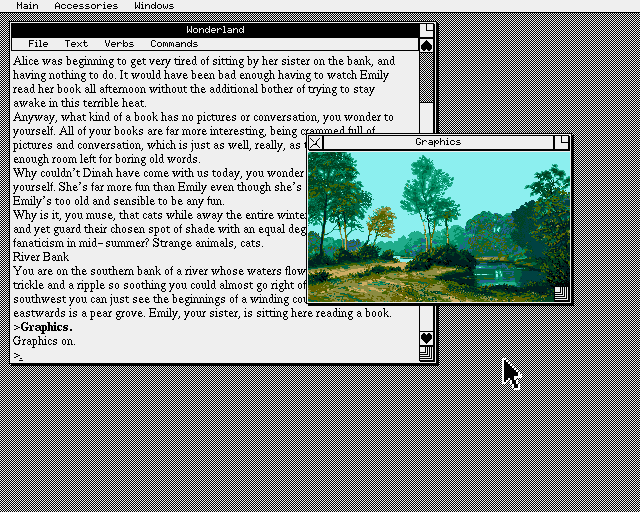 Main Accessories Windows
Wonderland
File Text Verbs Commands
Alice was beginning to get very tired of sitting by her sister on the bank, and
having nothing to do. It would have been bad enough having to watch Emily
read her book all afternoon without the additional bother of trying to stay
awake in this terrible heat.
Anyway, what kind of a book has no pictures or conversation, you wonder to
yourself. All of your books are far more interesting, being crammed full of
pictures and conversation, which is just as well, really, as
enough room left for boring old words.
Why couldn't Dinah have come with us today, you wonder
yourself. She's far more fun than Emily even though she's
Emily's too old and sensible to be any fun.
Why is it, you muse, that cats while away the entire winter
and yet guard their chosen spot of shade with an equal
fanaticism in mid-summer? Strange animals, cats.
River Bank
You are on the southern bank of a river whose waters flow
trickle and a ripple so soothing you could almost go right
southwest you can just see the beginnings of a winding
eastwards is a pear grove. Emily, your sister, is sitting here reading a book.
>Graphics.
Graphics on.
>_
Graphics